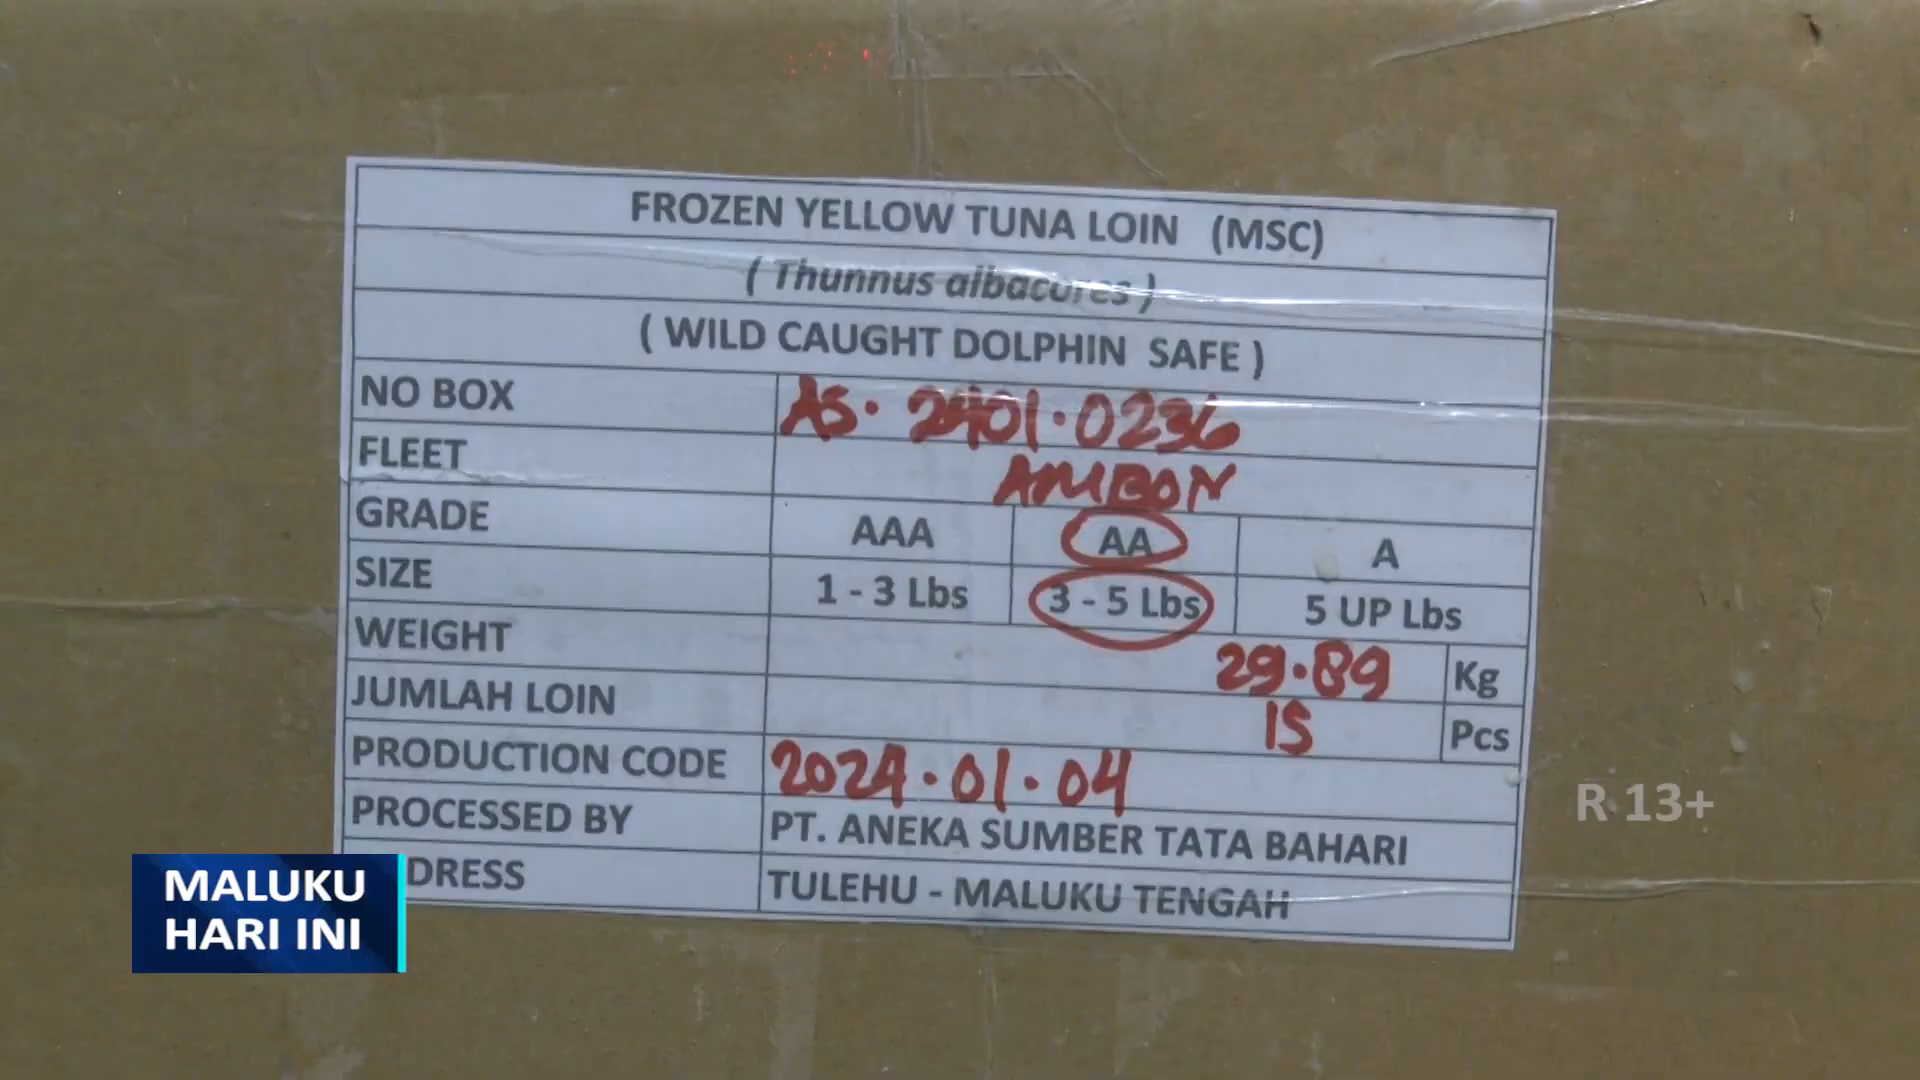 FROZEN YELLOW TUNA LOIN (MSC)
( Thunnus albacores )
( WILD CAUGHT DOLPHIN SAFE )
NO BOX AS. 2401.0236
FLEET AMBON
GRADE AAA AA A
SIZE 1 - 3 Lbs 3 - 5 Lbs 5 UP Lbs
WEIGHT 29.89 Kg
JUMLAH LOIN 15 Pcs
PRODUCTION CODE 2024.01.04
PROCESSED BY PT. ANEKA SUMBER TATA BAHARI
DRESS TULEHU - MALUKU TENGAH
R 13+
MALUKU
HARI INI